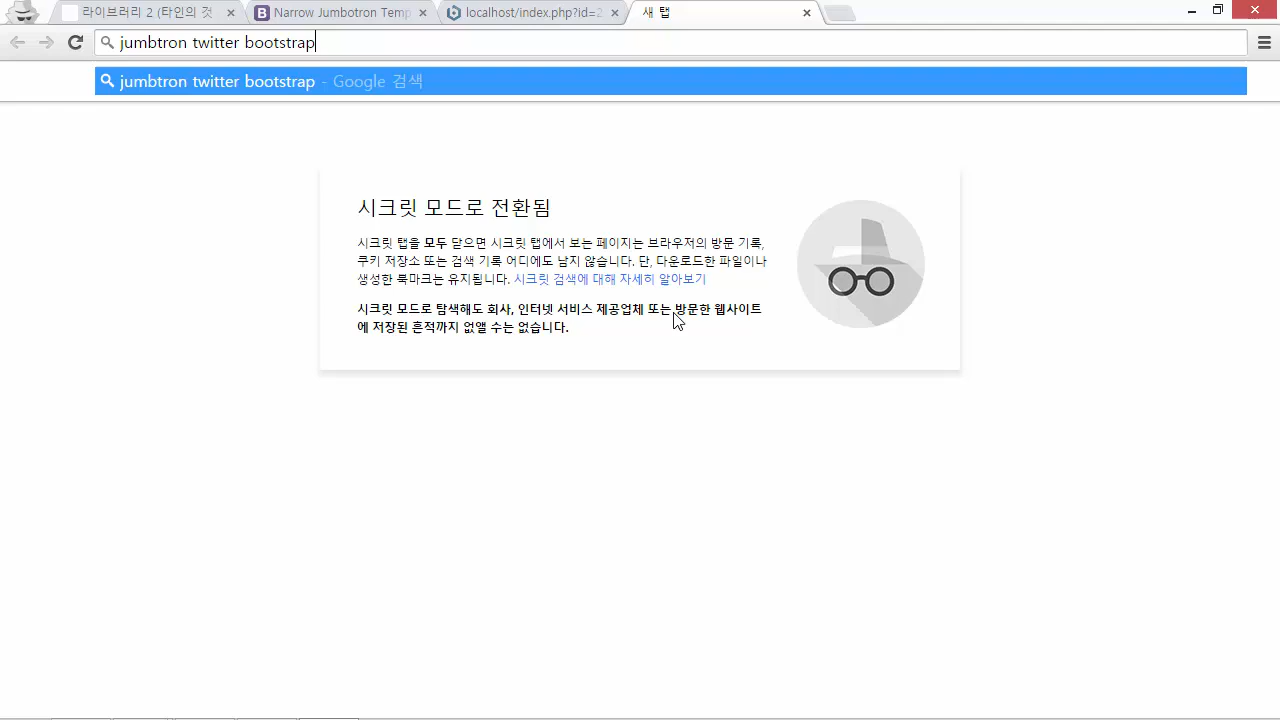 라이브러리 2 (타인의 것
Narrow Jumbotron Temp
localhost/index.php?id=2
새 탭
jumbtron twitter bootstrap
jumbtron twitter bootstrap - Google 검색
시크릿 모드로 전환됨
시크릿 탭을 모두 닫으면 시크릿 탭에서 보는 페이지는 브라우저의 방문 기록,
쿠키 저장소 또는 검색 기록 어디에도 남지 않습니다. 단, 다운로드한 파일이나
생성한 북마크는 유지됩니다. 시크릿 검색에 대해 자세히 알아보기
시크릿 모드로 탐색해도 회사, 인터넷 서비스 제공업체 또는 방문한 웹사이트
에 저장된 흔적까지 없앨 수는 없습니다.